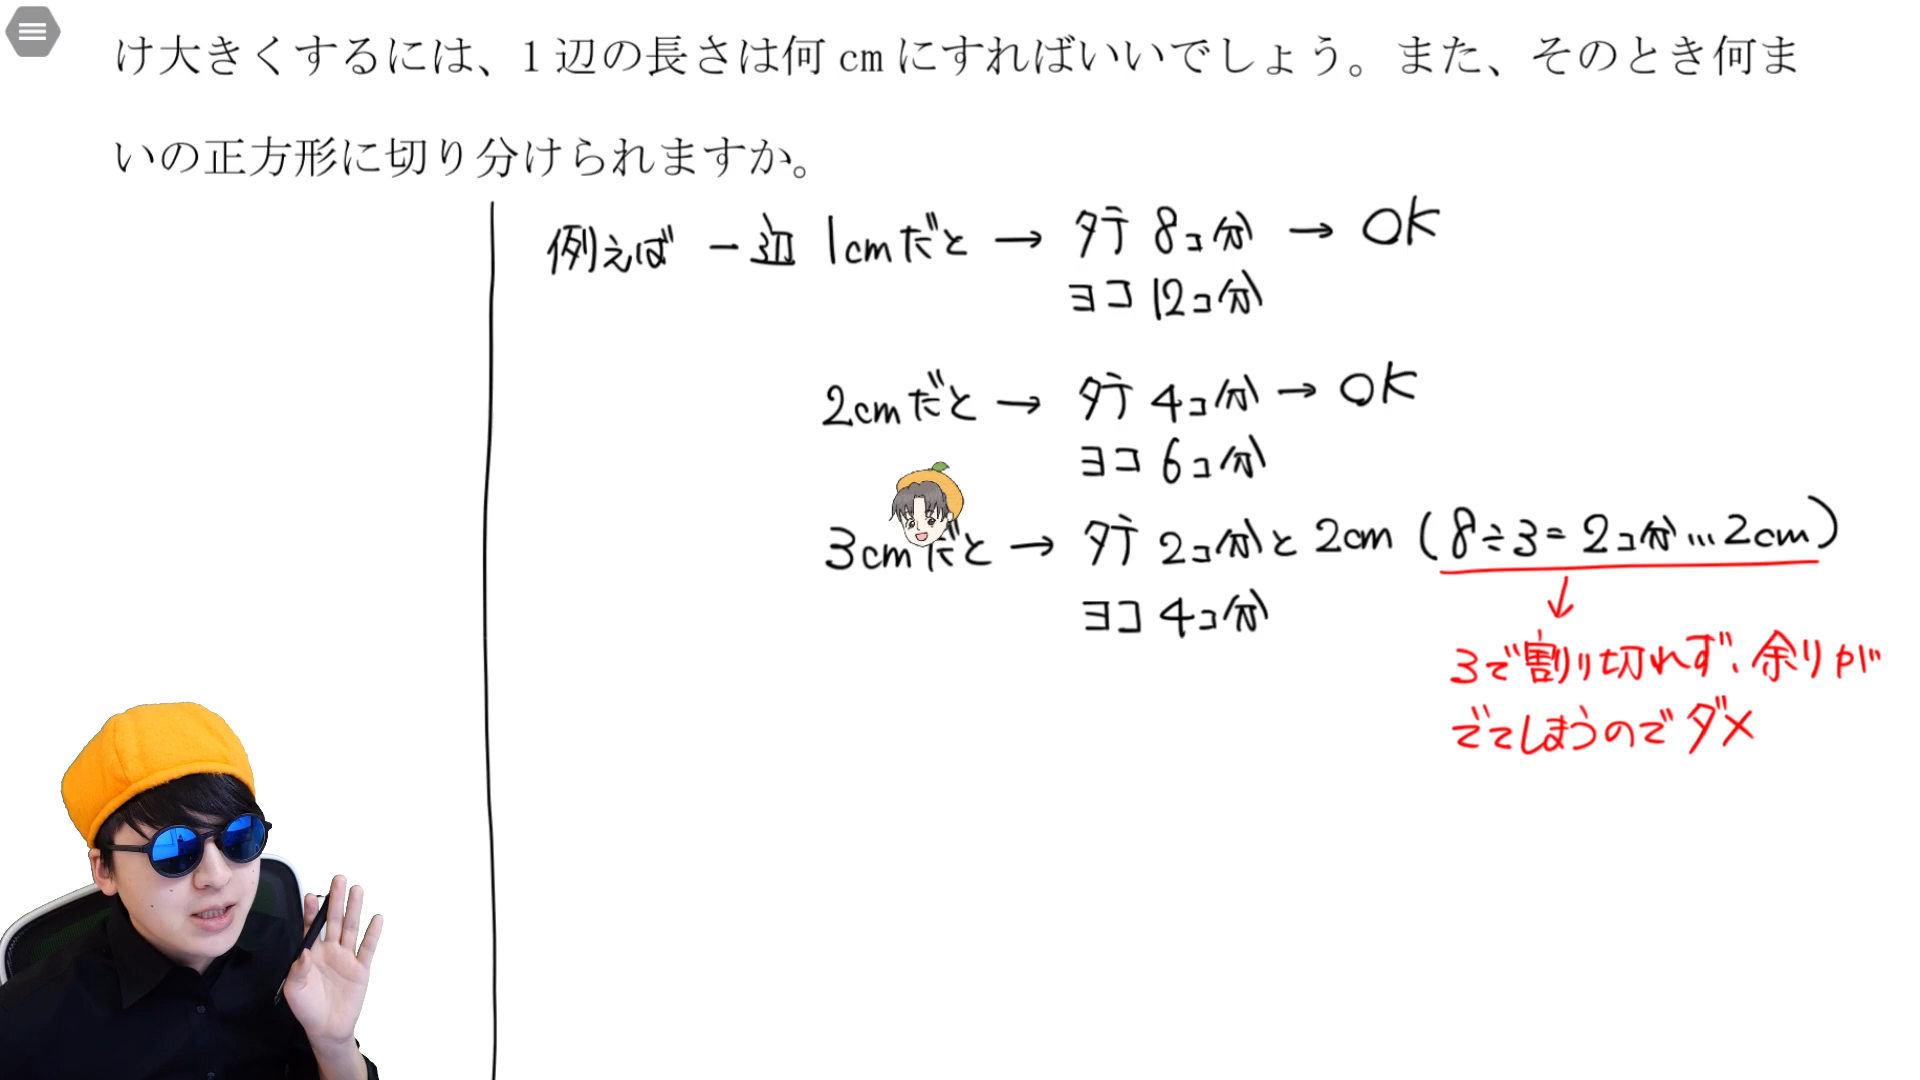 け大きくするには、1辺の長さは何cmにすればいいでしょう。また、そのとき何ま
いの正方形に切り分けられますか。
例えば 一辺 1cmだと → タテ 8コ分 → OK
ヨコ 12コ分
2cmだと → タテ 4コ分 → OK
ヨコ 6コ分
3cmだと → タテ 2コ分と 2cm (8÷3=2コ分…2cm)
ヨコ 4コ分
↓
3で割り切れず、余りが
でてしまうのでダメ